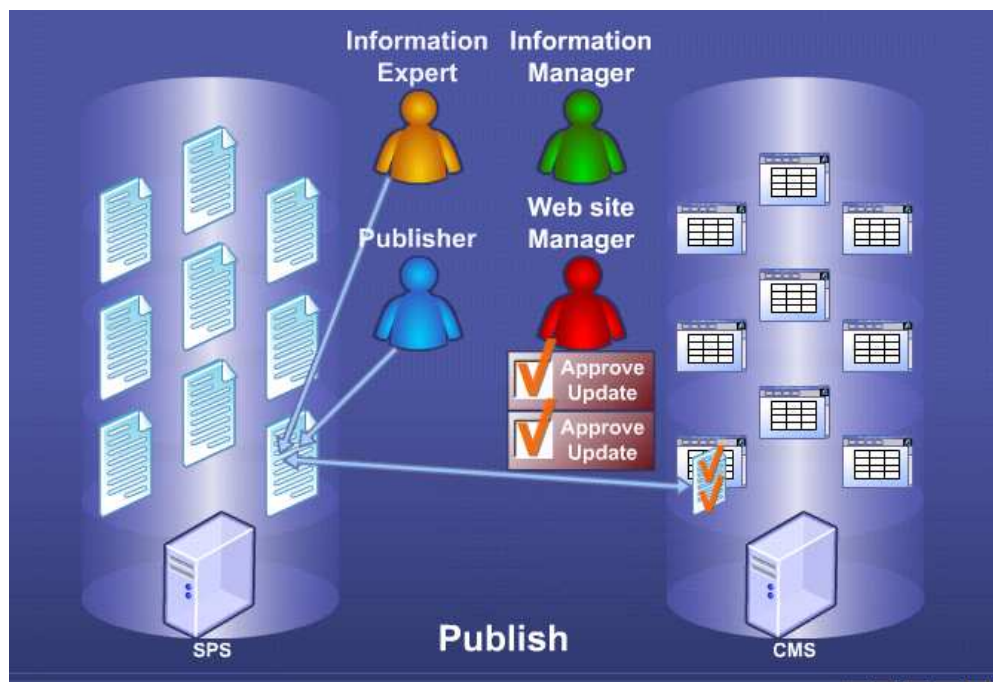 Information
Expert
Information
Manager
Publisher
Web site
Manager
Approve
Update
Approve
Update
SPS
Publish
CMS